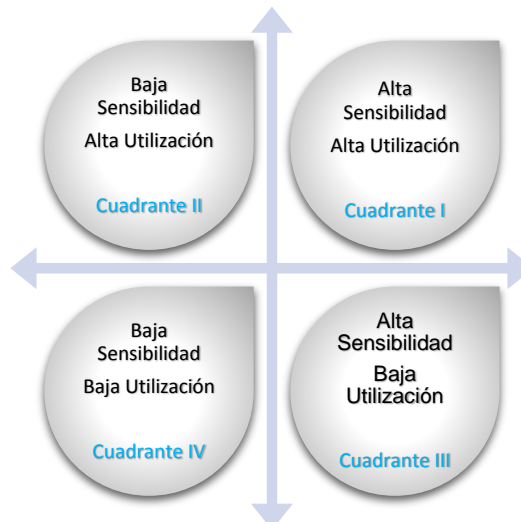 Baja
Sensibilidad
Alta Utilización
Cuadrante II
Alta
Sensibilidad
Alta Utilización
Cuadrante I
Baja
Sensibilidad
Baja Utilización
Cuadrante IV
Alta
Sensibilidad
Baja
Utilización
Cuadrante III